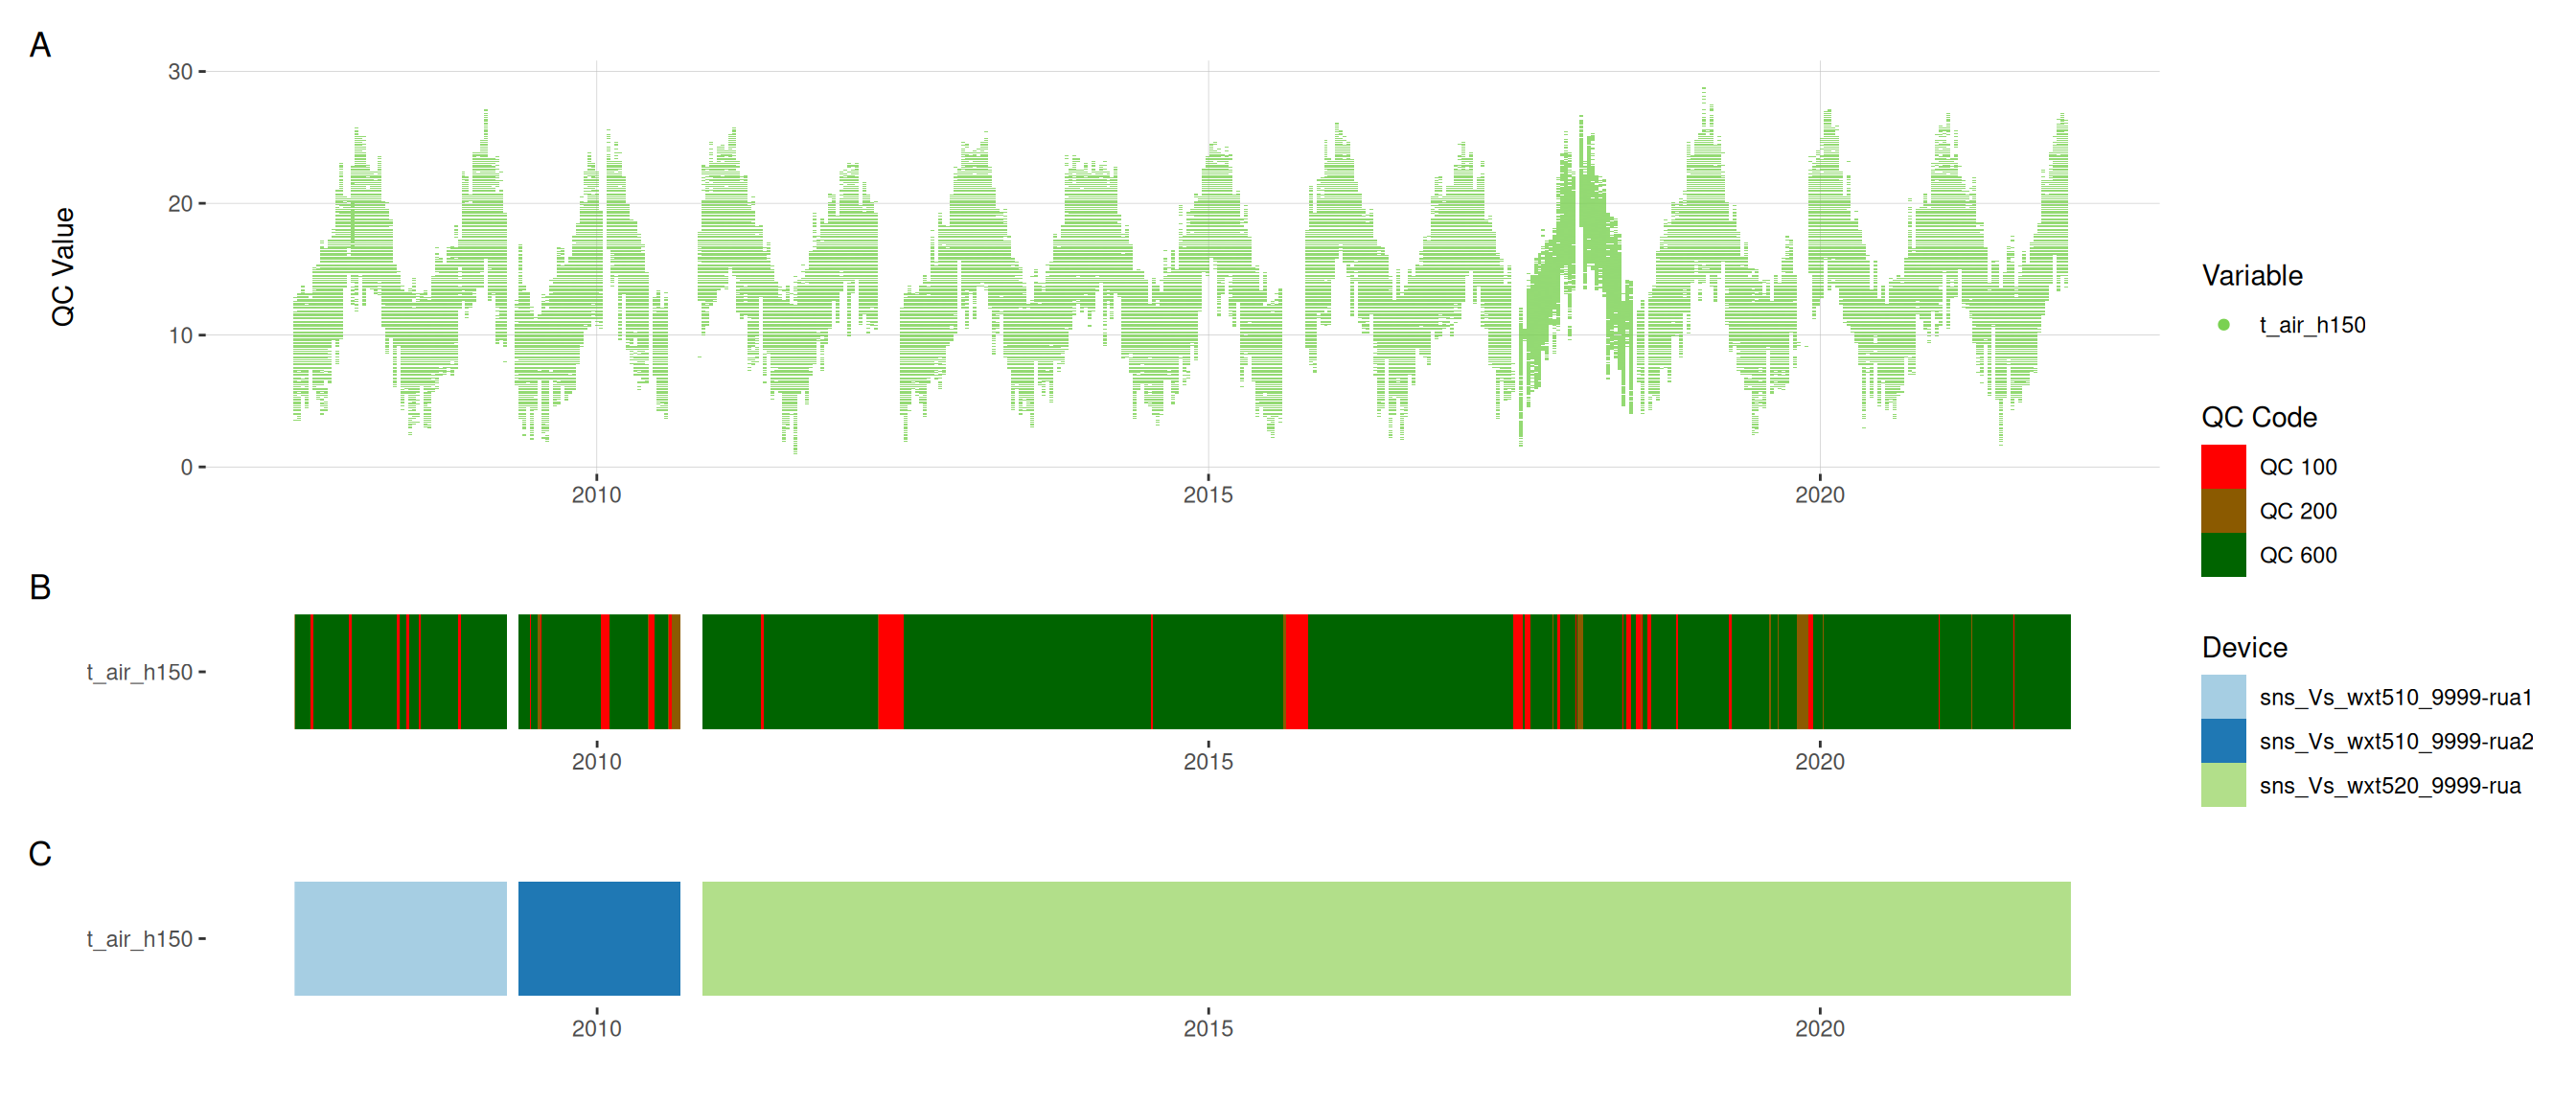 A
30
20
10
0
QC Value
2010 2015 2020
B
t_air_h150
2010 2015 2020
C
t_air_h150
2010 2015 2020
Variable
t_air_h150
QC Code
QC 100
QC 200
QC 600
Device
sns_Vs_wxt510_9999-rua1
sns_Vs_wxt510_9999-rua2
sns_Vs_wxt520_9999-rua